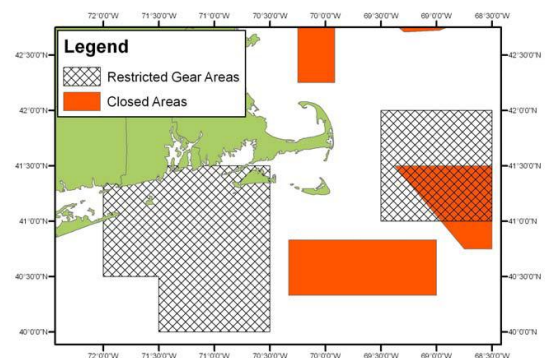 72°0'0"W 71°30'0"W 71°0'0"W 70°30'0"W 70°0'0"W 69°30'0"W 69°0'0"W 68°30'0"W
Legend
Restricted Gear Areas
Closed Areas
42°30'0"N 42°30'0"N
42°0'0"N 42°0'0"N
41°30'0"N 41°30'0"N
41°0'0"N 41°0'0"N
40°30'0"N 40°30'0"N
40°0'0"N 40°0'0"N
72°0'0"W 71°30'0"W 71°0'0"W 70°30'0"W 70°0'0"W 69°30'0"W 69°0'0"W 68°30'0"W